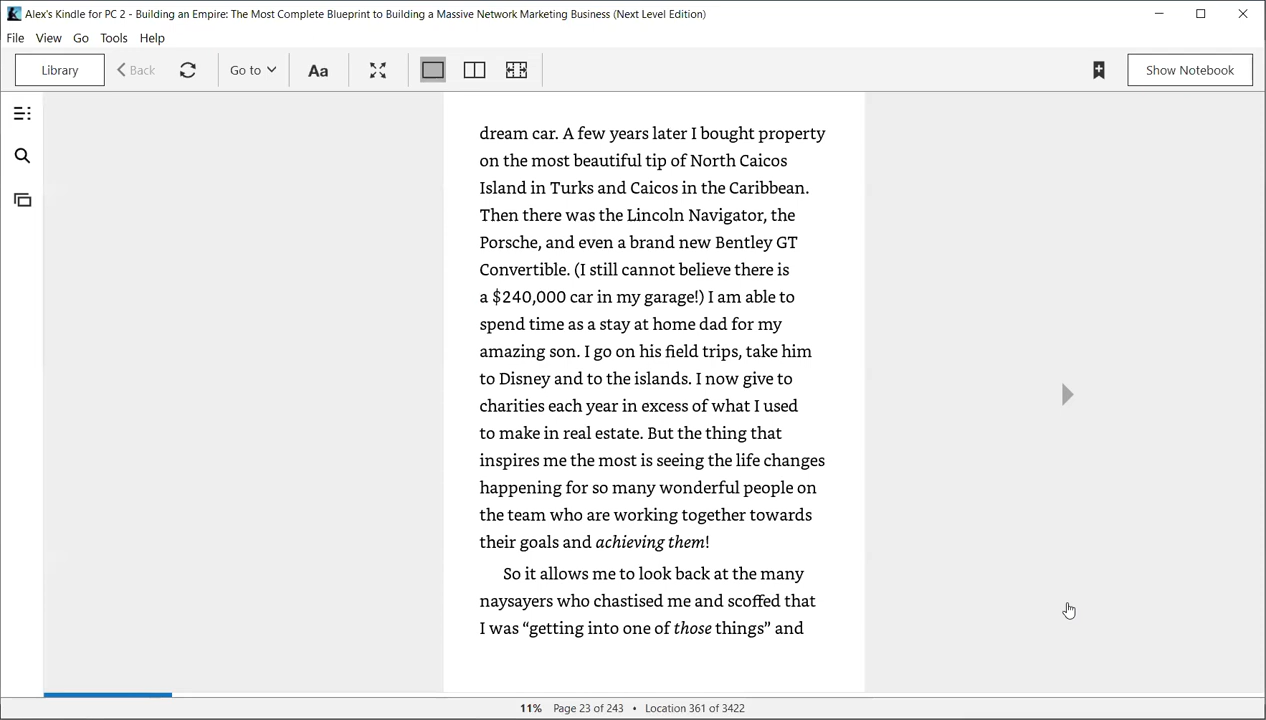 Alex's Kindle for PC 2 - Building an Empire: The Most Complete Blueprint to Building a Massive Network Marketing Business (Next Level Edition)
File View Go Tools Help
Library Back Go to Aa Show Notebook
dream car. A few years later I bought property
on the most beautiful tip of North Caicos
Island in Turks and Caicos in the Caribbean.
Then there was the Lincoln Navigator, the
Porsche, and even a brand new Bentley GT
Convertible. (I still cannot believe there is
a $240,000 car in my garage!) I am able to
spend time as a stay at home dad for my
amazing son. I go on his field trips, take him
to Disney and to the islands. I now give to
charities each year in excess of what I used
to make in real estate. But the thing that
inspires me the most is seeing the life changes
happening for so many wonderful people on
the team who are working together towards
their goals and achieving them!
So it allows me to look back at the many
naysayers who chastised me and scoffed that
I was “getting into one of those things” and
11% Page 23 of 243 • Location 361 of 3422